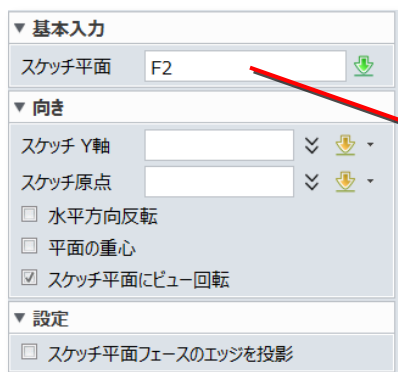 基本入力
スケッチ平面 F2
向き
スケッチ Y軸
スケッチ原点
水平方向反転
平面の重心
スケッチ平面にビュー回転
設定
スケッチ平面フェースのエッジを投影